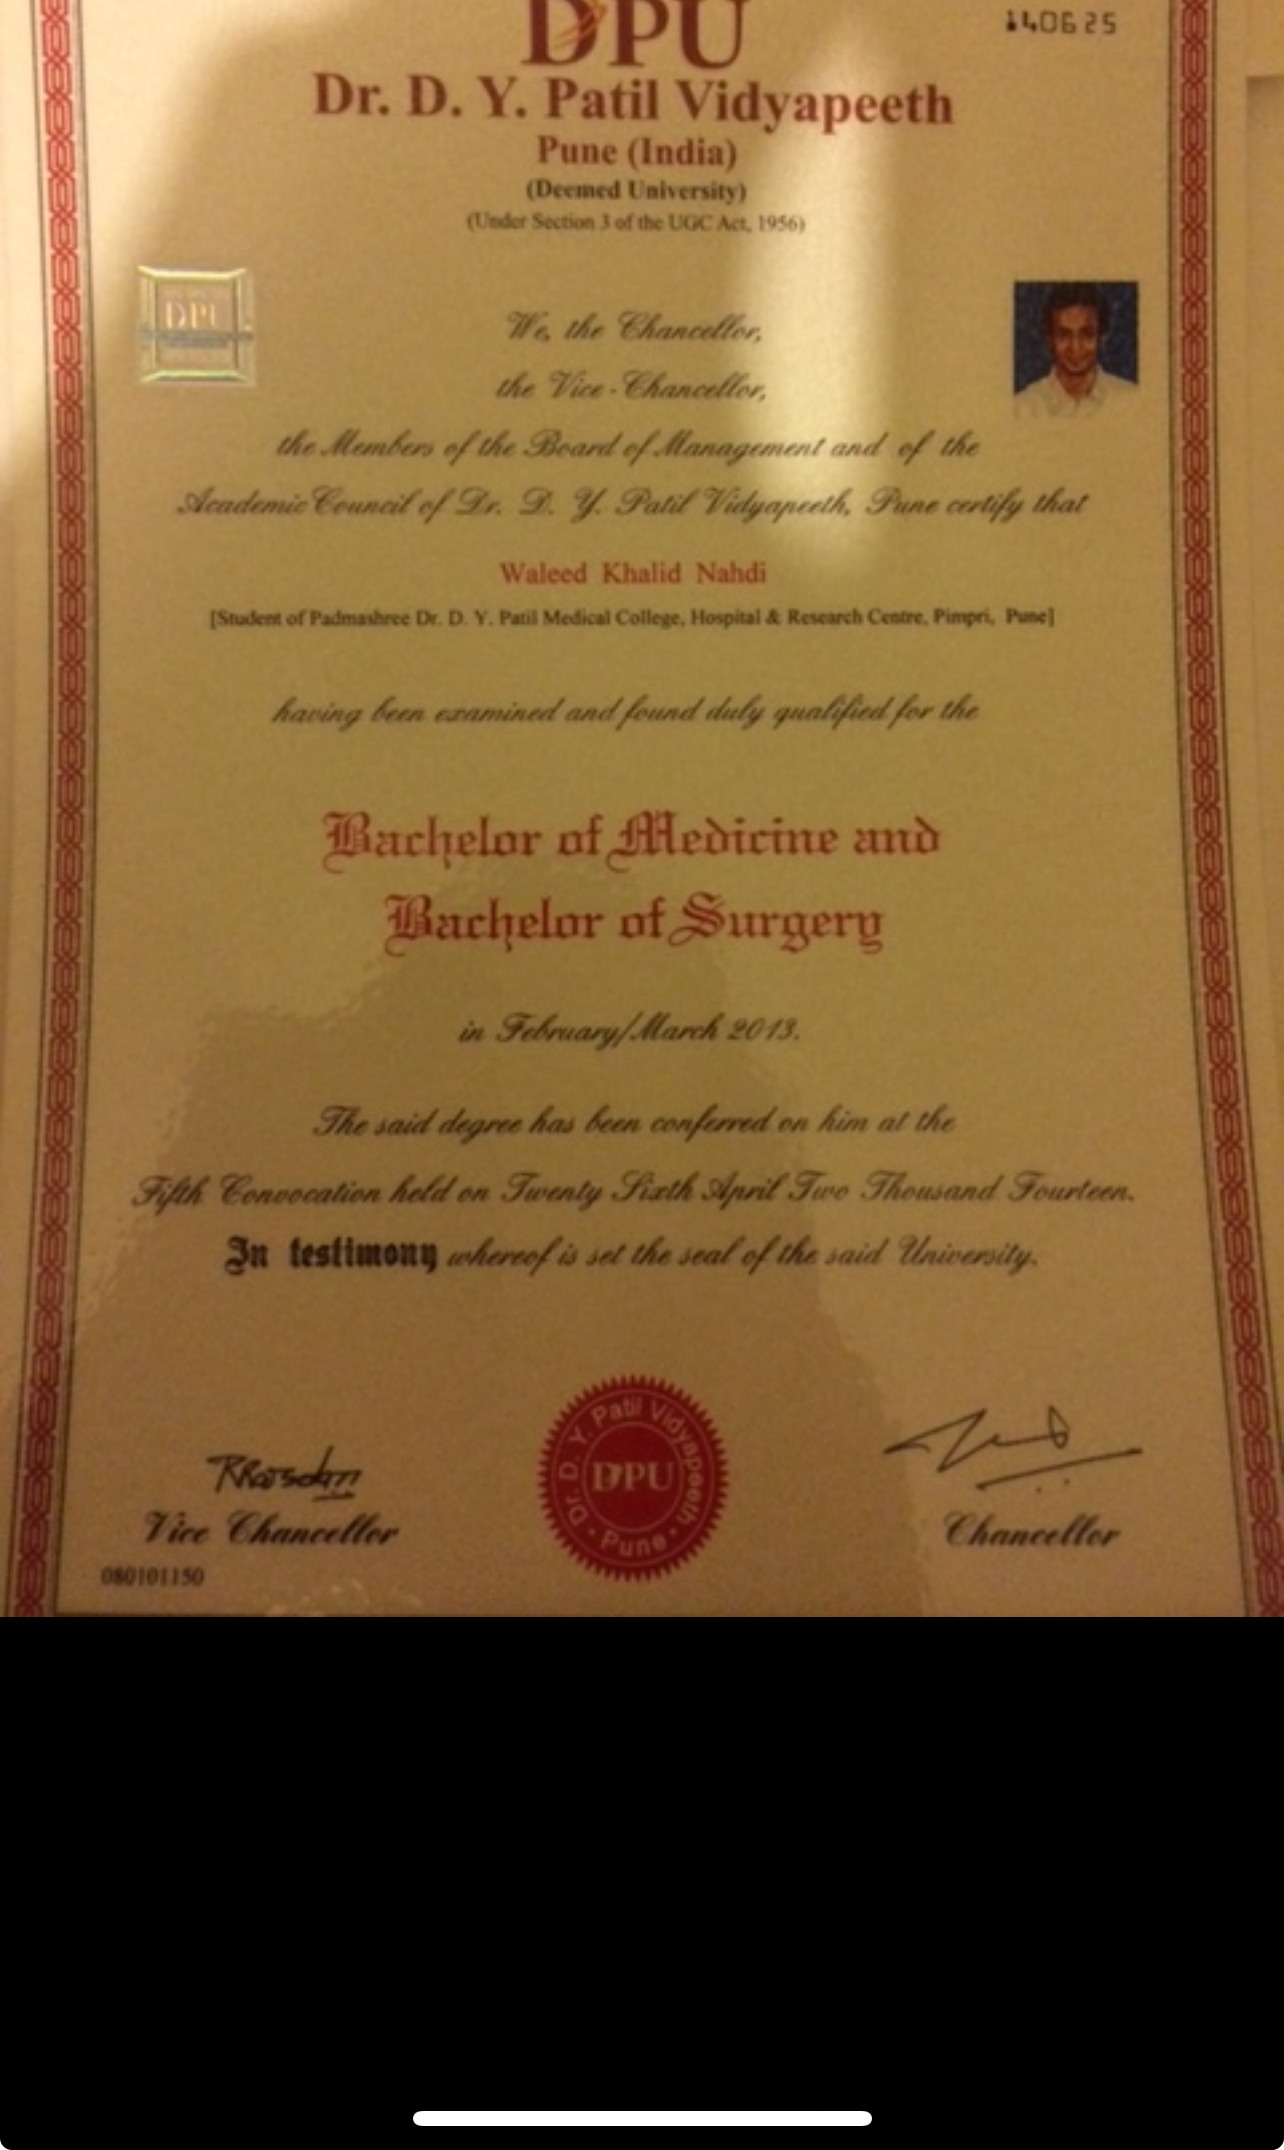 DPU
140625
Dr. D. Y. Patil Vidyapeeth
Pune (India)
(Deemed University)
(Under Section 3 of the UGC Act, 1956)
DPU
We, the Chancellor,
the Vice-Chancellor,
the Members of the Board of Management and of the
Academic Council of Dr. D. Y. Patil Vidyapeeth, Pune certify that
Waleed Khalid Nahdi
[Student of Padmashree Dr. D. Y. Patil Medical College, Hospital & Research Centre, Pimpri, Pune]
having been examined and found duly qualified for the
Bachelor of Medicine and
Bachelor of Surgery
in February/March 2013.
The said degree has been conferred on him at the
Fifth Convocation held on Twenty Sixth April Two Thousand Fourteen.
In testimony whereof is set the seal of the said University.
Dr. D. Y. Patil Vidyapeeth
DPU
• Pune •
Vice Chancellor
Chancellor
080101150